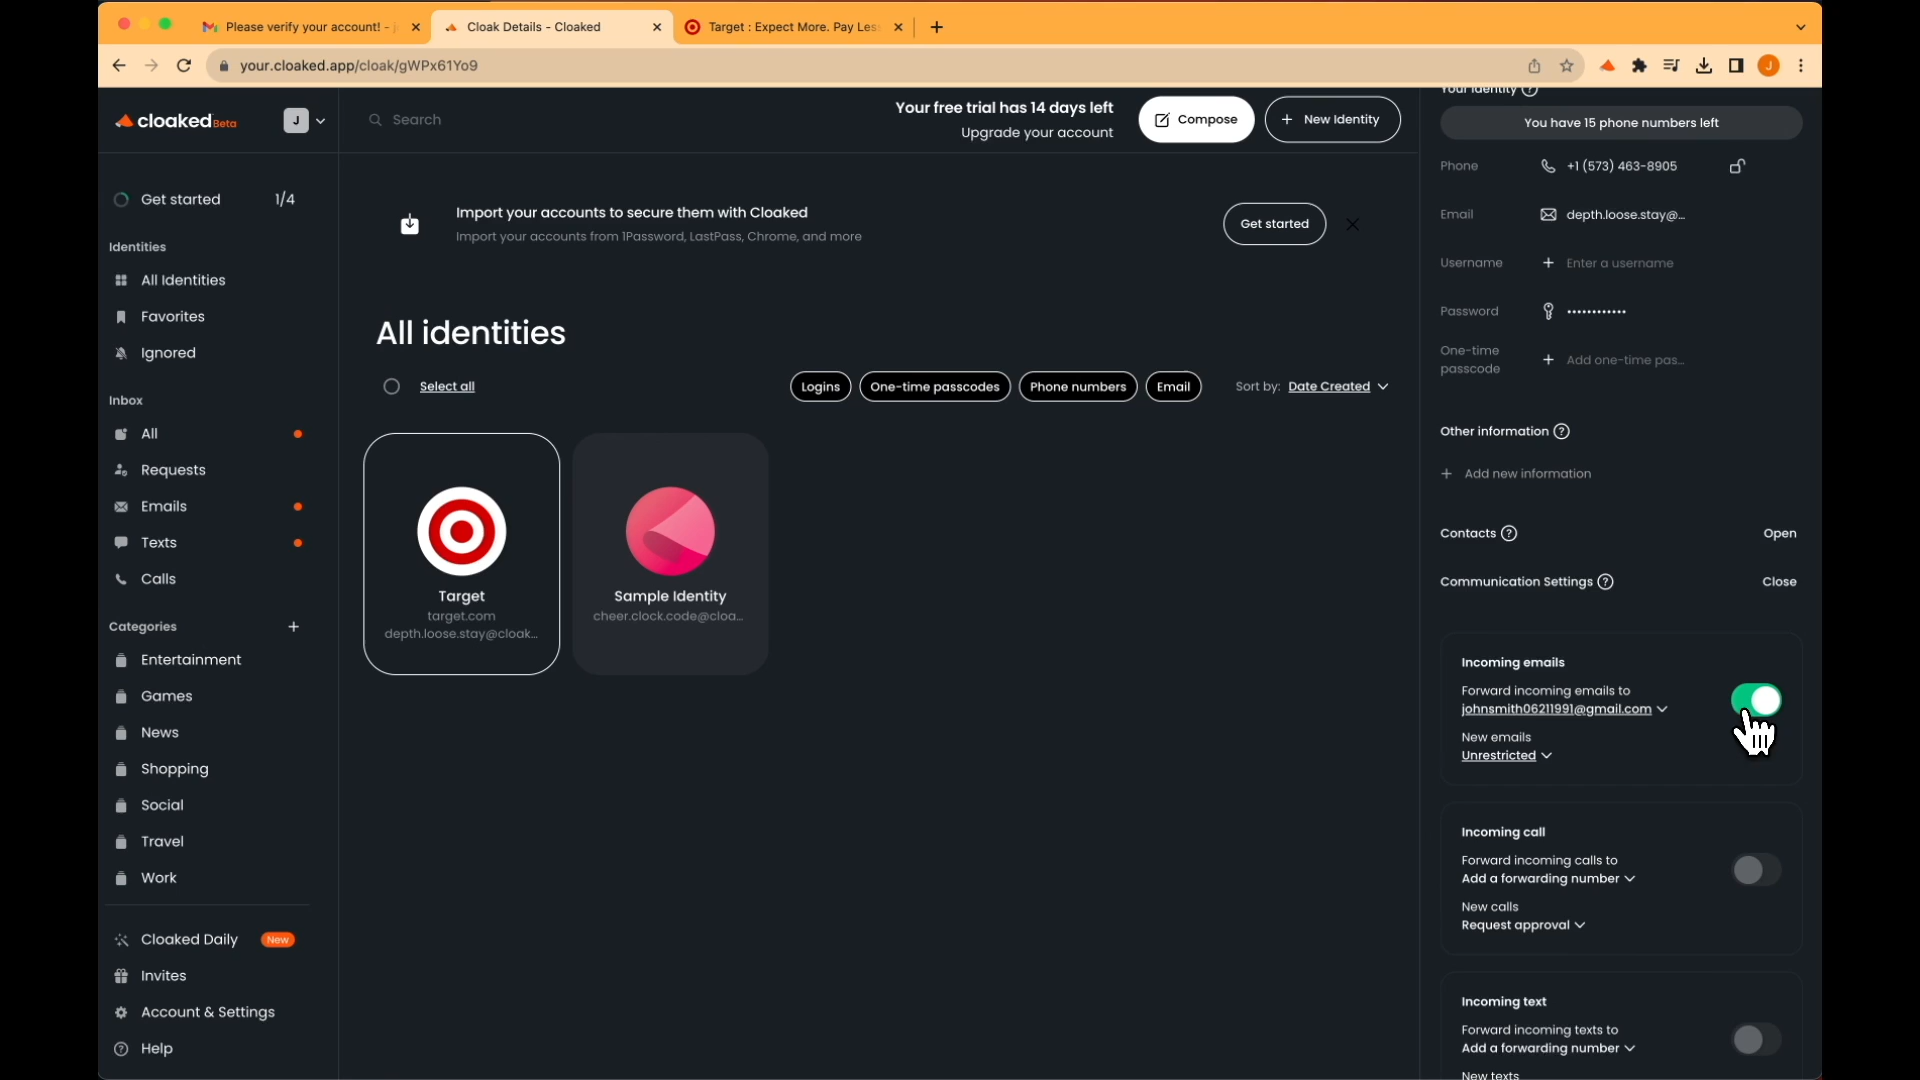 Please verify your account! - j
Cloak Details - Cloaked
Target : Expect More. Pay Les
your.cloaked.app/cloak/gWPx61Yo9
J
cloaked Beta
J
Search
Your free trial has 14 days left
Upgrade your account
Compose
New Identity
Get started 1/4
Identities
All Identities
Favorites
Ignored
Inbox
All
Requests
Emails
Texts
Calls
Categories
Entertainment
Games
News
Shopping
Social
Travel
Work
Cloaked Daily New
Invites
Account & Settings
Help
Import your accounts to secure them with Cloaked
Import your accounts from 1Password, LastPass, Chrome, and more
Get started
All identities
Select all
Logins
One-time passcodes
Phone numbers
Email
Sort by: Date Created
Target
target.com
depth.loose.stay@cloak...
Sample Identity
cheer.clock.code@cloa...
Your identity
You have 15 phone numbers left
Phone +1 (573) 463-8905
Email depth.loose.stay@...
Username Enter a username
Password ••••••••••••
One-time
passcode
Add one-time pas...
Other information
Add new information
Contacts Open
Communication Settings Close
Incoming emails
Forward incoming emails to
johnsmith06211991@gmail.com
New emails
Unrestricted
Incoming call
Forward incoming calls to
Add a forwarding number
New calls
Request approval
Incoming text
Forward incoming texts to
Add a forwarding number
New texts